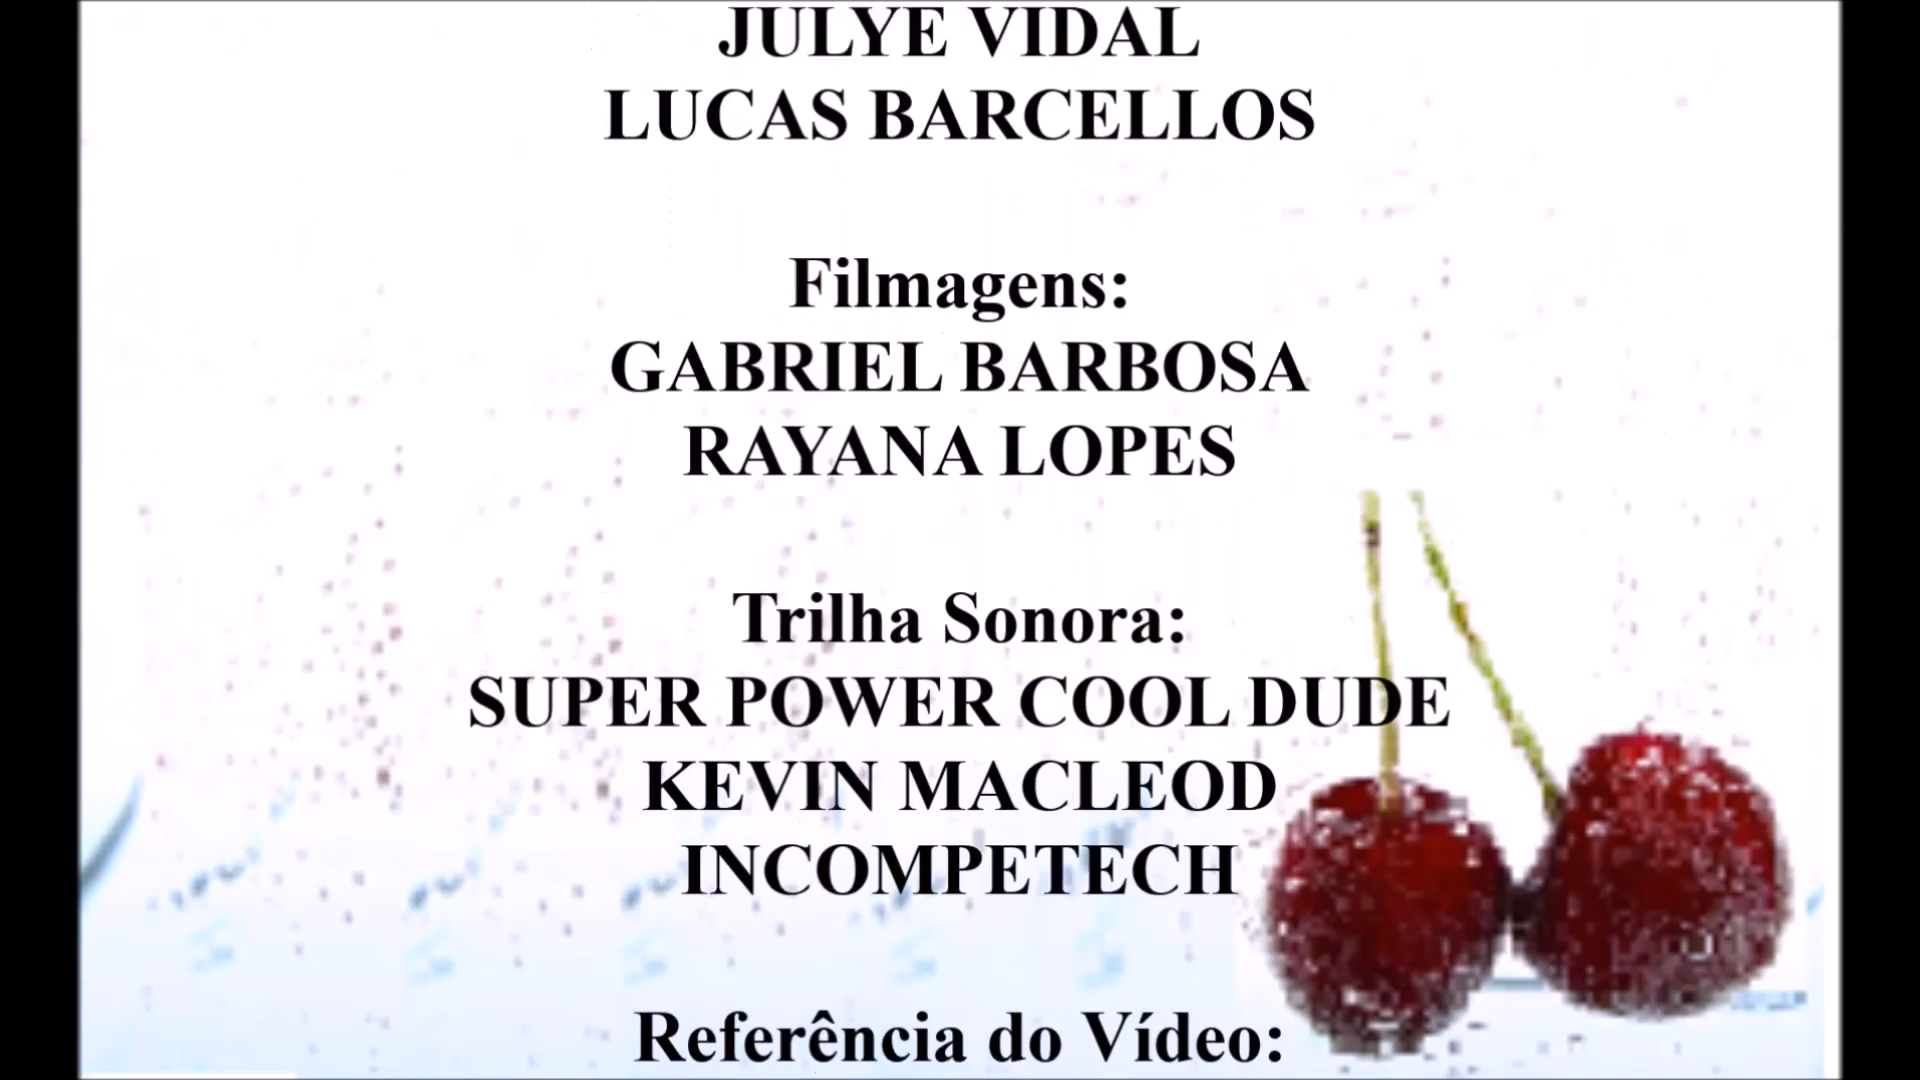 JULYE VIDAL
LUCAS BARCELLOS
Filmagens:
GABRIEL BARBOSA
RAYANA LOPES
Trilha Sonora:
SUPER POWER COOL DUDE
KEVIN MACLEOD
INCOMPETECH
Referência do Vídeo: